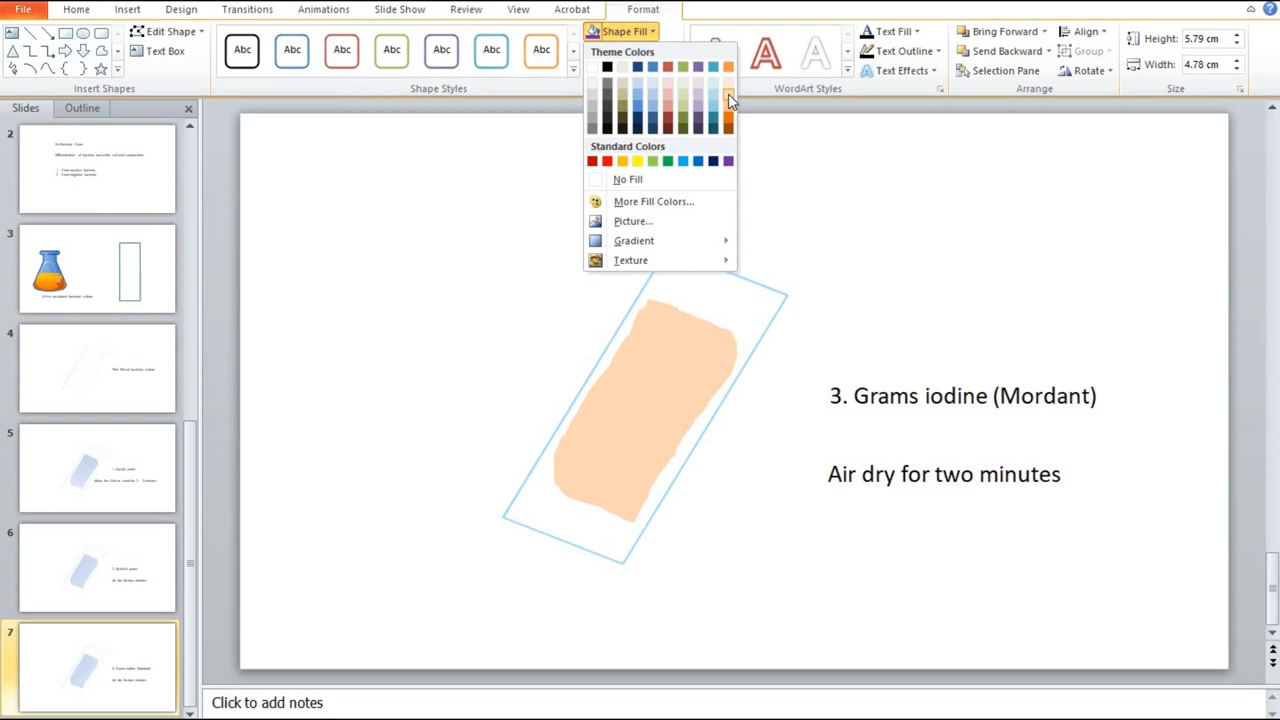 File Home Insert Design Transitions Animations Slide Show Review View Acrobat Format
Edit Shape
Text Box
Insert Shapes
Abc Abc Abc Abc Abc Abc Abc
Shape Styles
Shape Fill
Theme Colors
Standard Colors
No Fill
More Fill Colors...
Picture...
Gradient
Texture
Text Fill
Text Outline
Text Effects
WordArt Styles
Bring Forward
Send Backward
Selection Pane
Align
Group
Rotate
Arrange
Height: 5.79 cm
Width: 4.78 cm
Size
Slides Outline
2
3
4
5
6
7
3. Grams iodine (Mordant)
Air dry for two minutes
Click to add notes